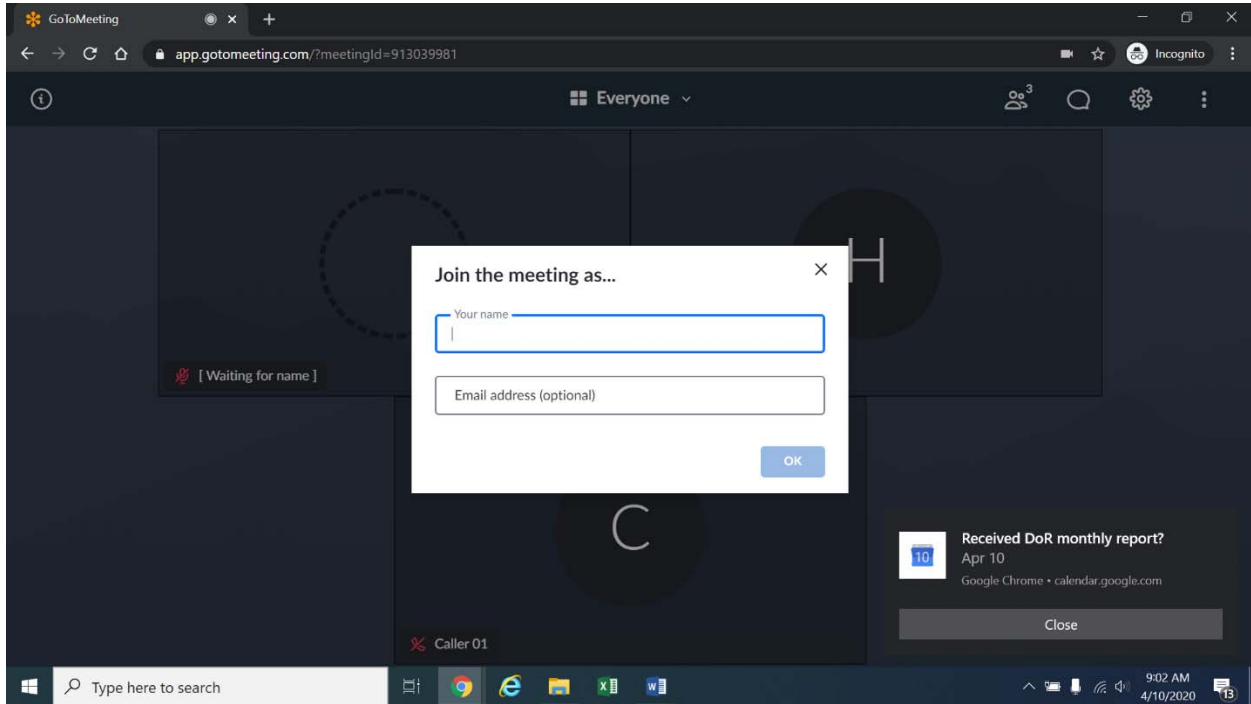 GoToMeeting
app.gotomeeting.com/?meetingId=913039981
Incognito
Everyone
3
H
Join the meeting as...
Your name
Email address (optional)
OK
[ Waiting for name ]
C
Caller 01
10
Received DoR monthly report?
Apr 10
Google Chrome • calendar.google.com
Close
Type here to search
9:02 AM
4/10/2020
13